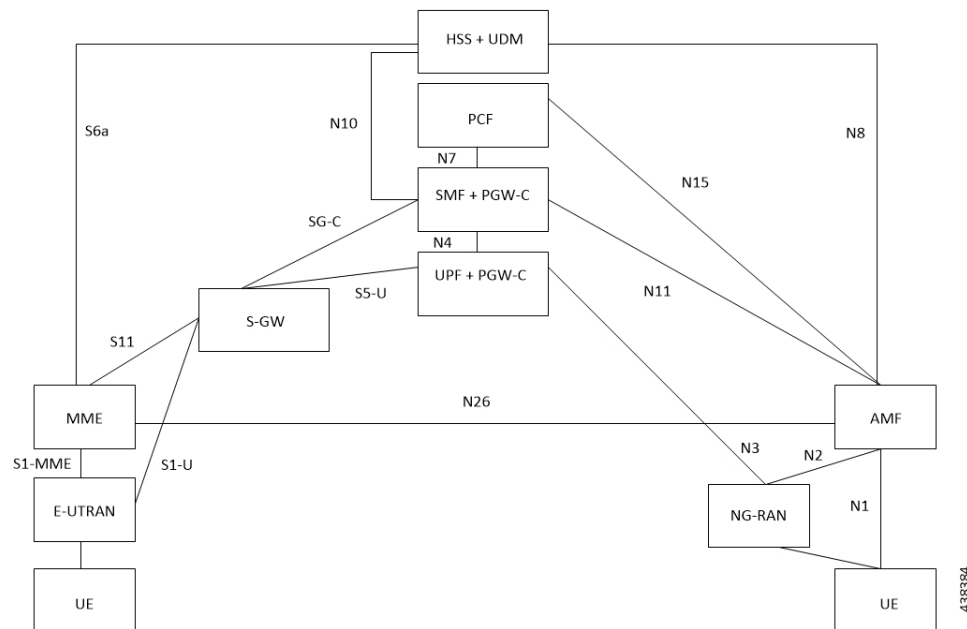 HSS + UDM
S6a
N10
PCF
N8
N7
N15
SMF + PGW-C
SG-C
N4
UPF + PGW-C
S5-U
N11
S-GW
S11
MME
N26
AMF
S1-MME
S1-U
N3
N2
E-UTRAN
NG-RAN
N1
UE
UE
438384